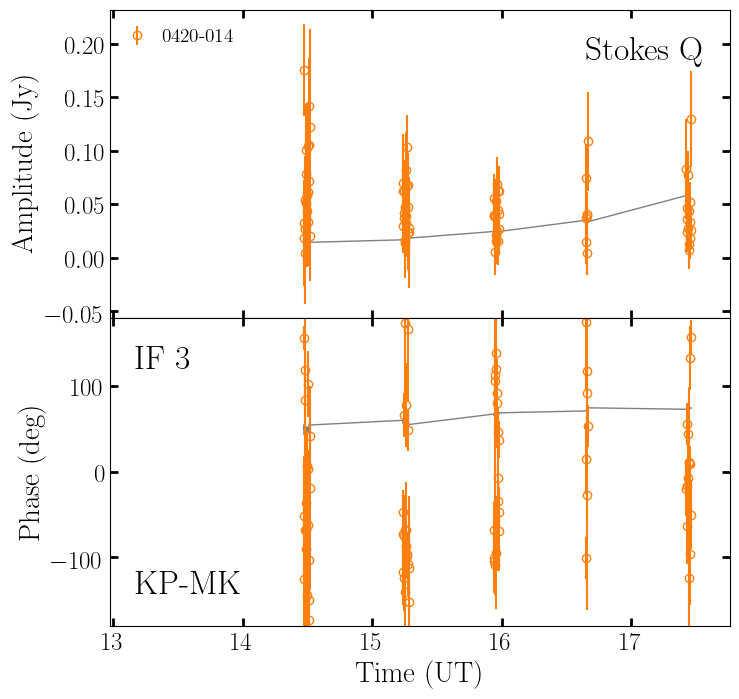 0420-014
Stokes Q
0.20
0.15
0.10
0.05
0.00
−0.05
Amplitude (Jy)
IF 3
100
0
−100
Phase (deg)
KP-MK
13 14 15 16 17
Time (UT)